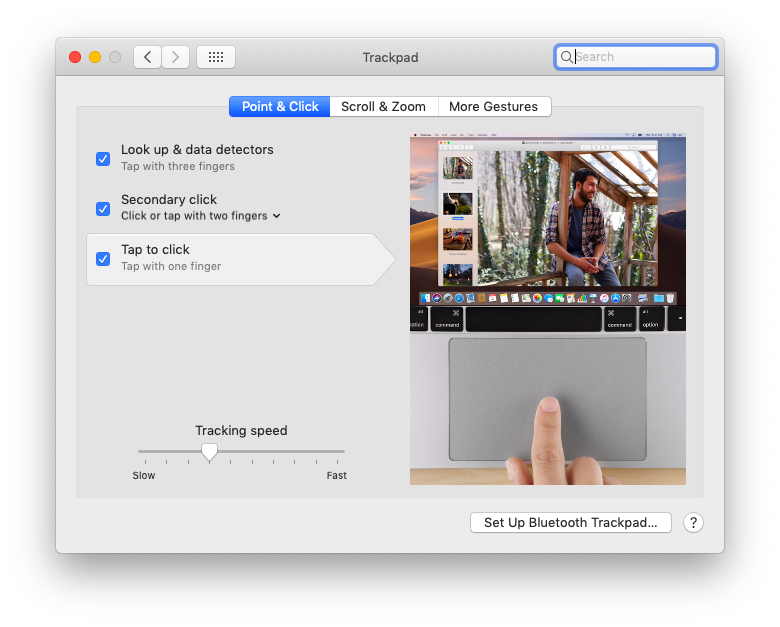 Trackpad
Search
Point & Click
Scroll & Zoom
More Gestures
Look up & data detectors
Tap with three fingers
Secondary click
Click or tap with two fingers
Tap to click
Tap with one finger
⌘
command
⌘
command
option
Tracking speed
Slow
Fast
Set Up Bluetooth Trackpad...
?